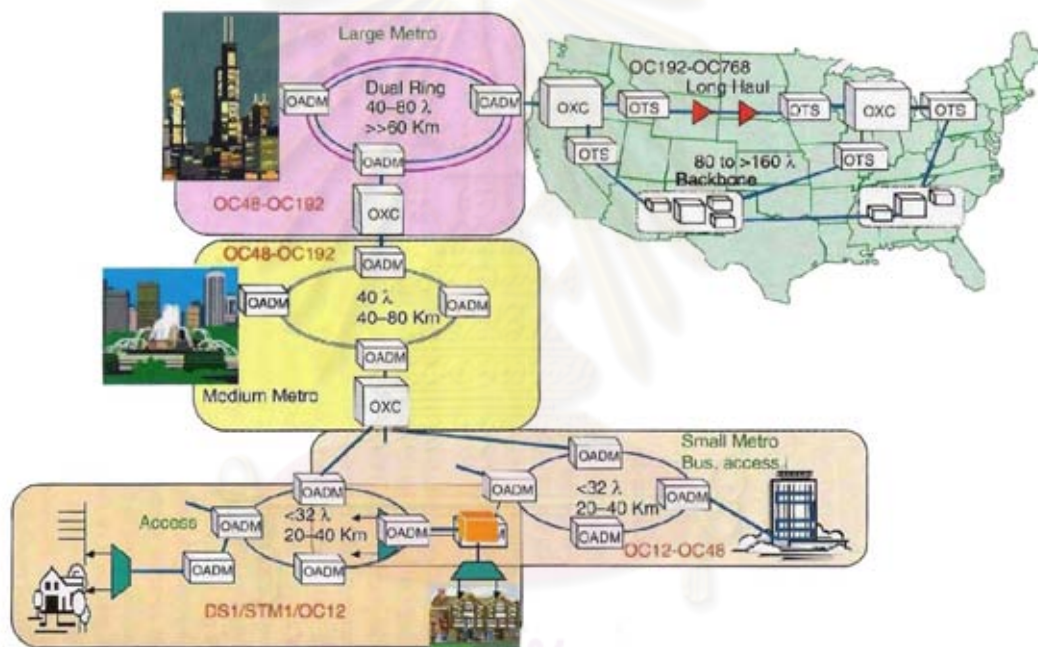 Large Metro
Dual Ring
40–80 λ
>>60 Km
OADM
OADM
OADM
OC48-OC192
OXC
OC192-OC768
Long Haul
OXC
OTS
OTS
OXC
OTS
OTS
OTS
80 to >160 λ
Backbone
OC48-OC192
OADM
OADM
40 λ
40–80 Km
OADM
OADM
Medium Metro
OXC
Small Metro
Bus, access
OADM
OADM
<32 λ
20–40 Km
OADM
OADM
OC12-OC48
Access
OADM
OADM
<32 λ
20–40 Km
OADM
OADM
OADM
DS1/STM1/OC12